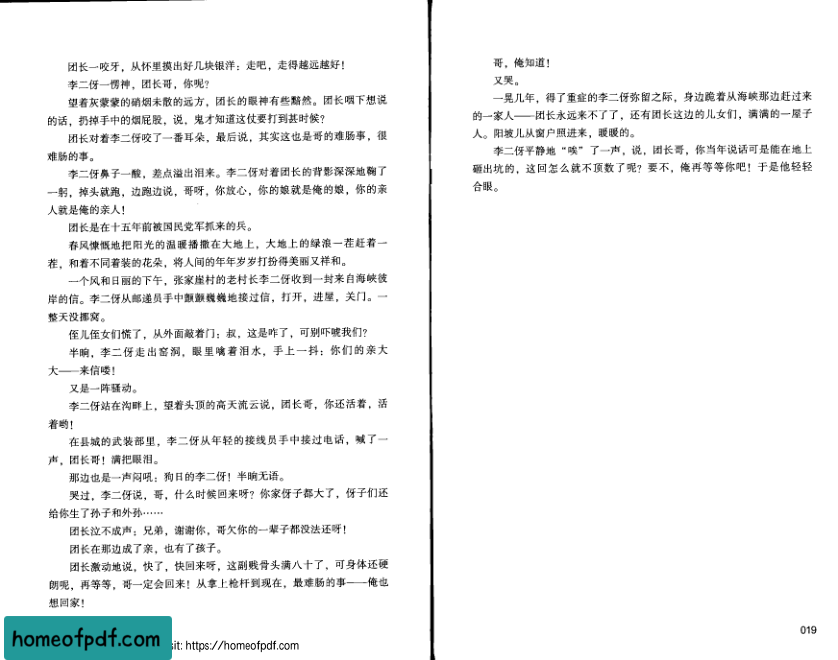 团长一咬牙，从怀里摸出好几块银洋：走吧，走得越远越好！
李二伢一愣神，团长哥，你呢？
望着灰蒙蒙的硝烟未散的远方，团长的眼神有些黯然。团长咽下想说
的话，扔掉手中的烟屁股，说，鬼才知道这仗要打到甚时候？
团长对着李二伢咬了一番耳朵，最后说，其实这也是哥的难肠事，很
难肠的事。
李二伢鼻子一酸，差点溢出泪来。李二伢对着团长的背影深深地鞠了
一躬，掉头就跑，边跑边说，哥呀，你放心，你的娘就是俺的娘，你的亲
人就是俺的亲人！
团长是在十五年前被国民党军抓来的兵。
春风慷慨地把阳光的温暖播撒在大地上，大地上的绿浪一茬赶着一
茬，和着不同着装的花朵，将人间的年年岁岁打扮得美丽又祥和。
一个风和日丽的下午，张家崖村的老村长李二伢收到一封来自海峡彼
岸的信。李二伢从邮递员手中颤颤巍巍地接过信，打开，进屋，关门。一
整天没挪窝。
侄儿侄女们慌了，从外面敲着门：叔，这是咋了，可别吓唬我们？
半晌，李二伢走出窑洞，眼里噙着泪水，手上一抖：你们的亲大
大——来信喽！
又是一阵骚动。
李二伢站在沟畔上，望着头顶的高天流云说，团长哥，你还活着，活
着哟！
在县城的武装部里，李二伢从年轻的接线员手中接过电话，喊了一
声，团长哥！满把眼泪。
那边也是一声闷吼：狗日的李二伢！半晌无语。
哭过，李二伢说，哥，什么时候回来呀？你家伢子都大了，伢子们还
给你生了孙子和外孙……
团长泣不成声：兄弟，谢谢你，哥欠你的一辈子都没法还呀！
团长在那边成了亲，也有了孩子。
团长激动地说，快了，快回来呀，这副贱骨头满八十了，可身体还硬
朗呢，再等等，哥一定会回来！从拿上枪杆到现在，最难肠的事——俺也
想回家！
homeofpdf.com
sit: https://homeofpdf.com
哥，俺知道！
又哭。
一晃几年，得了重症的李二伢弥留之际，身边跪着从海峡那边赶过来
的一家人——团长永远来不了了，还有团长这边的儿女们，满满的一屋子
人。阳坡儿从窗户照进来，暖暖的。
李二伢平静地“唉”了一声，说，团长哥，你当年说话可是能在地上
砸出坑的，这回怎么就不顶数了呢？要不，俺再等等你吧！于是他轻轻
合眼。
019